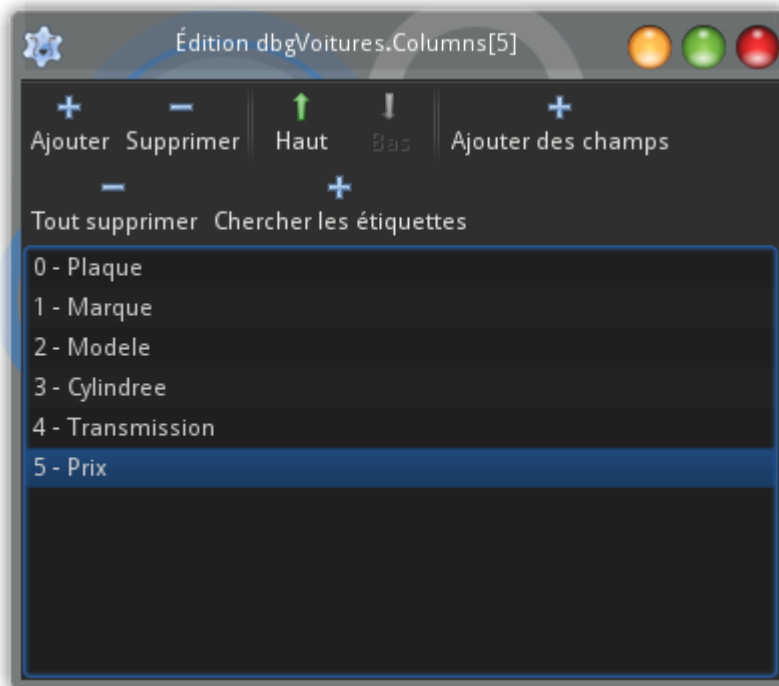 Édition dbgVoitures.Columns[5]
Ajouter Supprimer Haut Bas Ajouter des champs
Tout supprimer Chercher les étiquettes
0 - Plaque
1 - Marque
2 - Modele
3 - Cylindree
4 - Transmission
5 - Prix